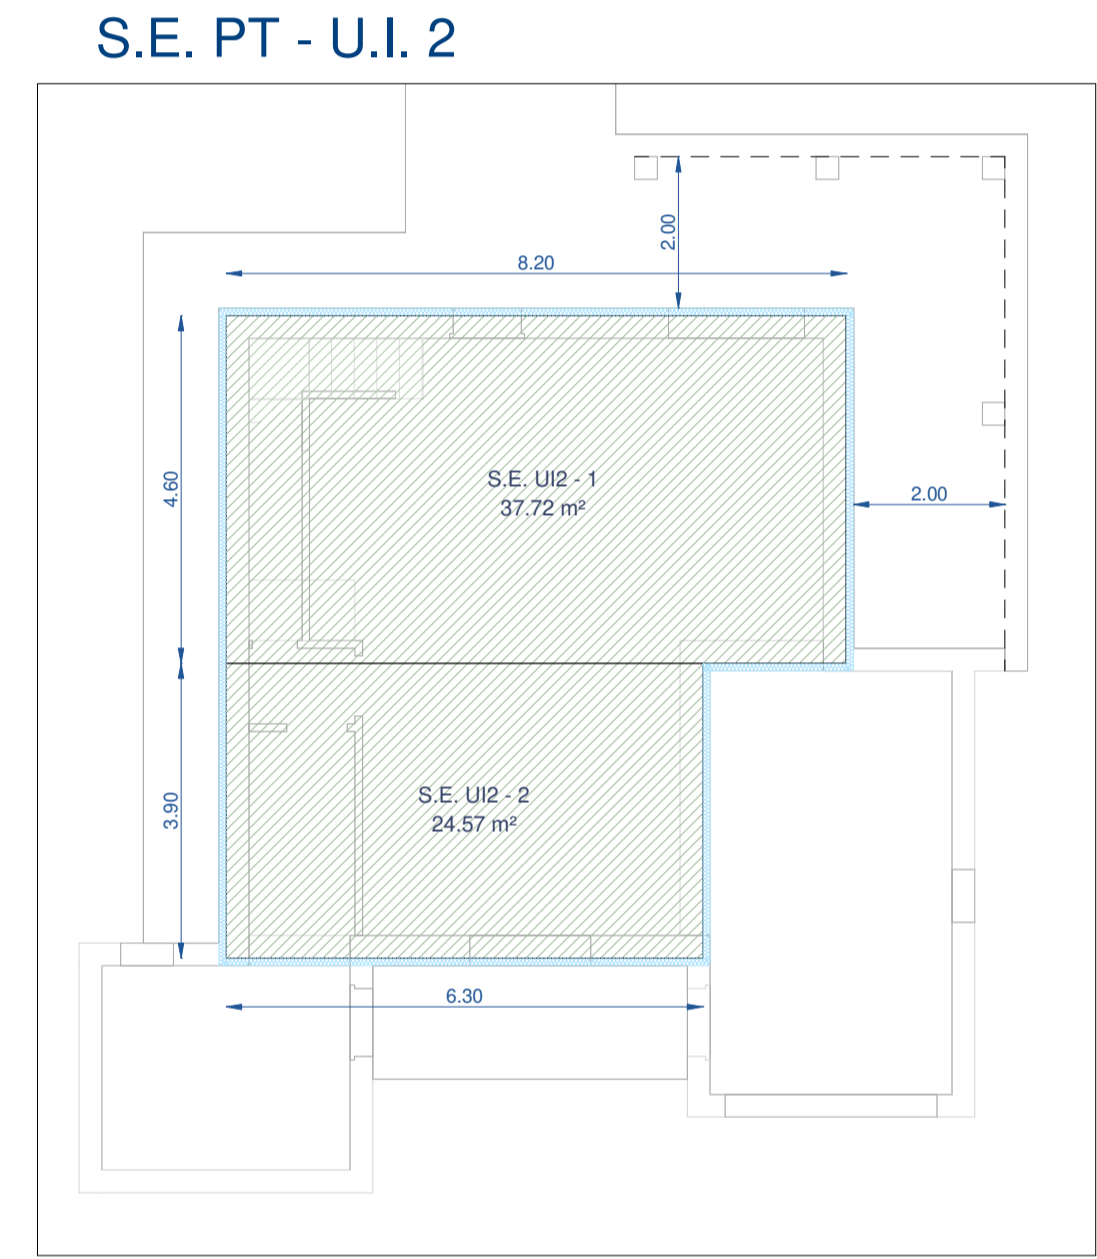 S.E. PT - U.I. 2
2.00
8.20
4.60
S.E. UI2 - 1
37.72 m²
2.00
3.90
S.E. UI2 - 2
24.57 m²
6.30